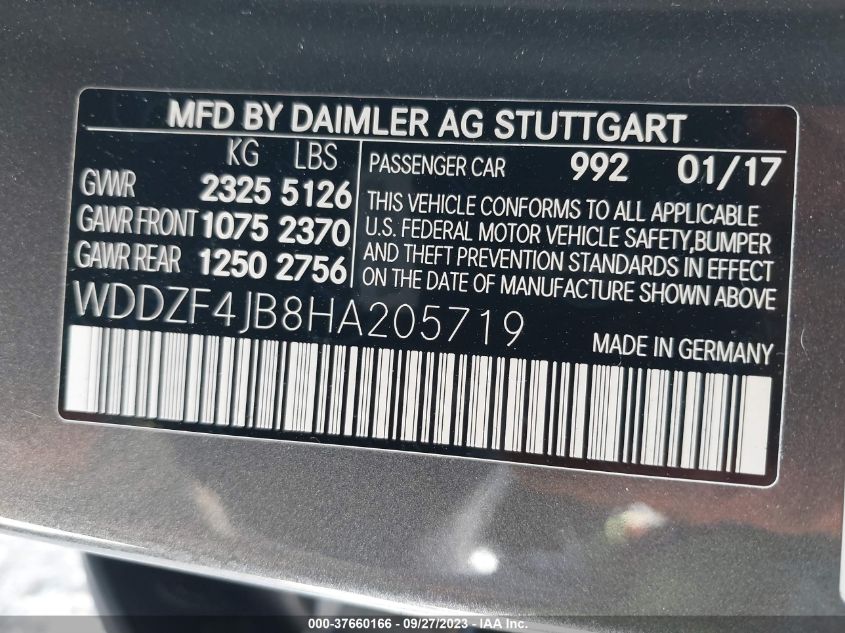 MFD BY DAIMLER AG STUTTGART
KG LBS
GVWR 2325 5126
GAWR FRONT 1075 2370
GAWR REAR 1250 2756
PASSENGER CAR 992 01/17
THIS VEHICLE CONFORMS TO ALL APPLICABLE
U.S. FEDERAL MOTOR VEHICLE SAFETY,BUMPER
AND THEFT PREVENTION STANDARDS IN EFFECT
ON THE DATE OF MANUFACTURE SHOWN ABOVE
WDDZF4JB8HA205719
MADE IN GERMANY
000-37660166 - 09/27/2023 - IAA Inc.